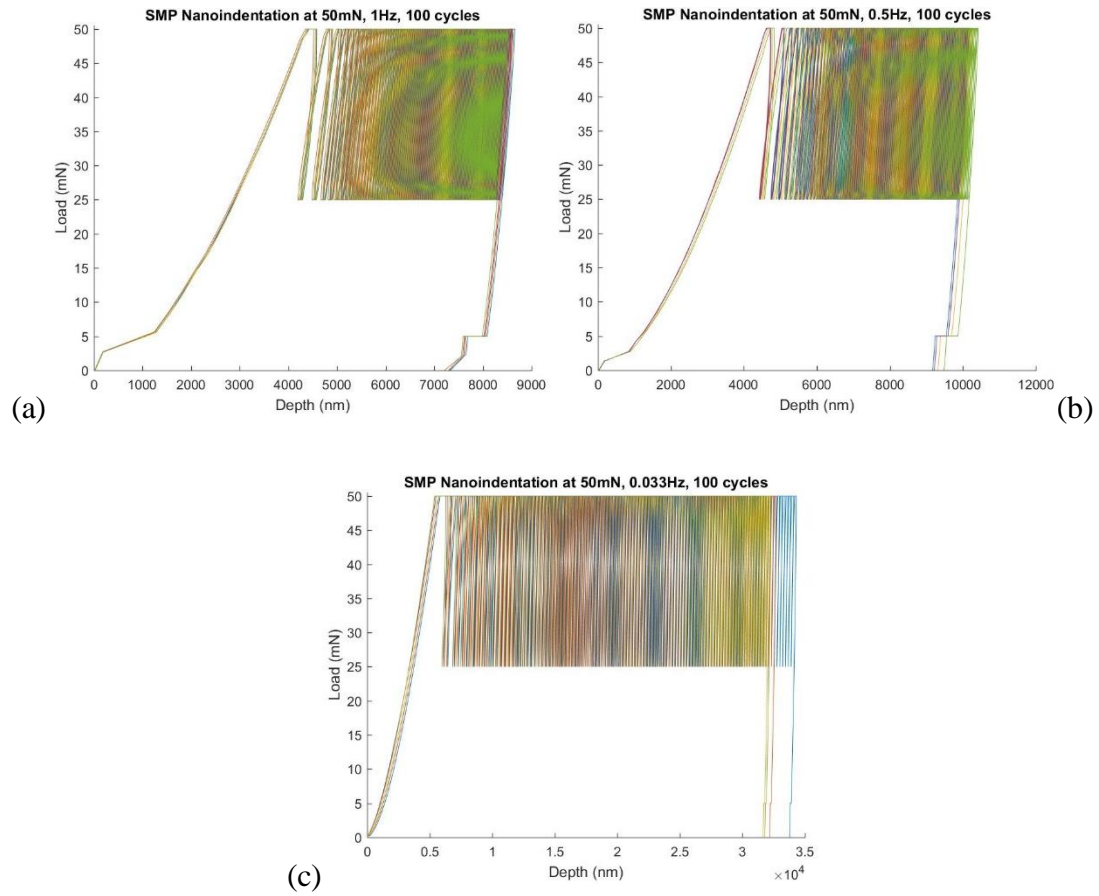 SMP Nanoindentation at 50mN, 1Hz, 100 cycles
50
45
40
35
30
25
20
15
10
5
0
Load (mN)
0 1000 2000 3000 4000 5000 6000 7000 8000 9000
Depth (nm)
(a)
SMP Nanoindentation at 50mN, 0.5Hz, 100 cycles
50
45
40
35
30
25
20
15
10
5
0
Load (mN)
0 2000 4000 6000 8000 10000 12000
Depth (nm)
(b)
SMP Nanoindentation at 50mN, 0.033Hz, 100 cycles
50
45
40
35
30
25
20
15
10
5
0
Load (mN)
0 0.5 1 1.5 2 2.5 3 3.5
Depth (nm)
×10⁴
(c)